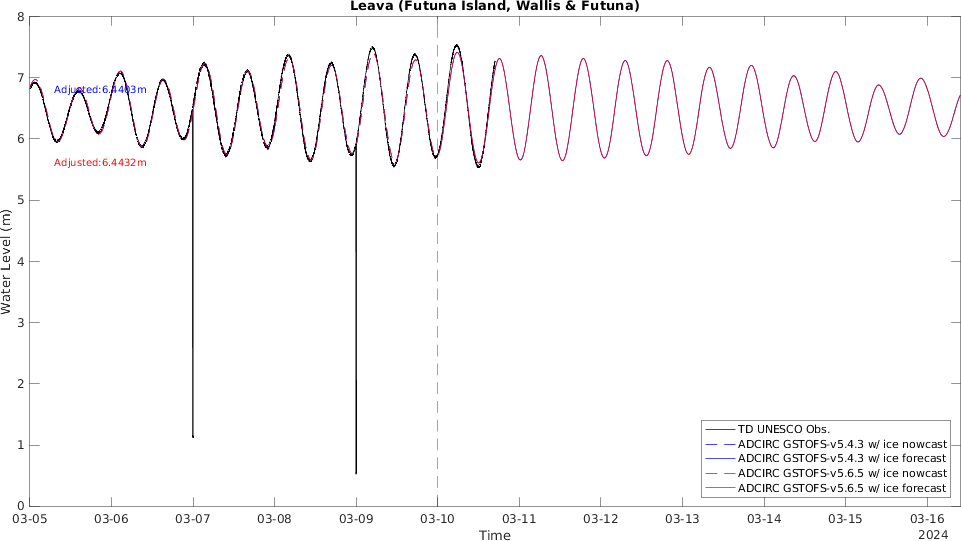 Leava (Futuna Island, Wallis & Futuna)
8
7
6
5
4
3
2
1
0
Water Level (m)
Adjusted:6.4403m
Adjusted:6.4432m
TD UNESCO Obs.
ADCIRC GSTOFS-v5.4.3 w/ ice nowcast
ADCIRC GSTOFS-v5.4.3 w/ ice forecast
ADCIRC GSTOFS-v5.6.5 w/ ice nowcast
ADCIRC GSTOFS-v5.6.5 w/ ice forecast
03-05 03-06 03-07 03-08 03-09 03-10 03-11 03-12 03-13 03-14 03-15 03-16
Time
2024